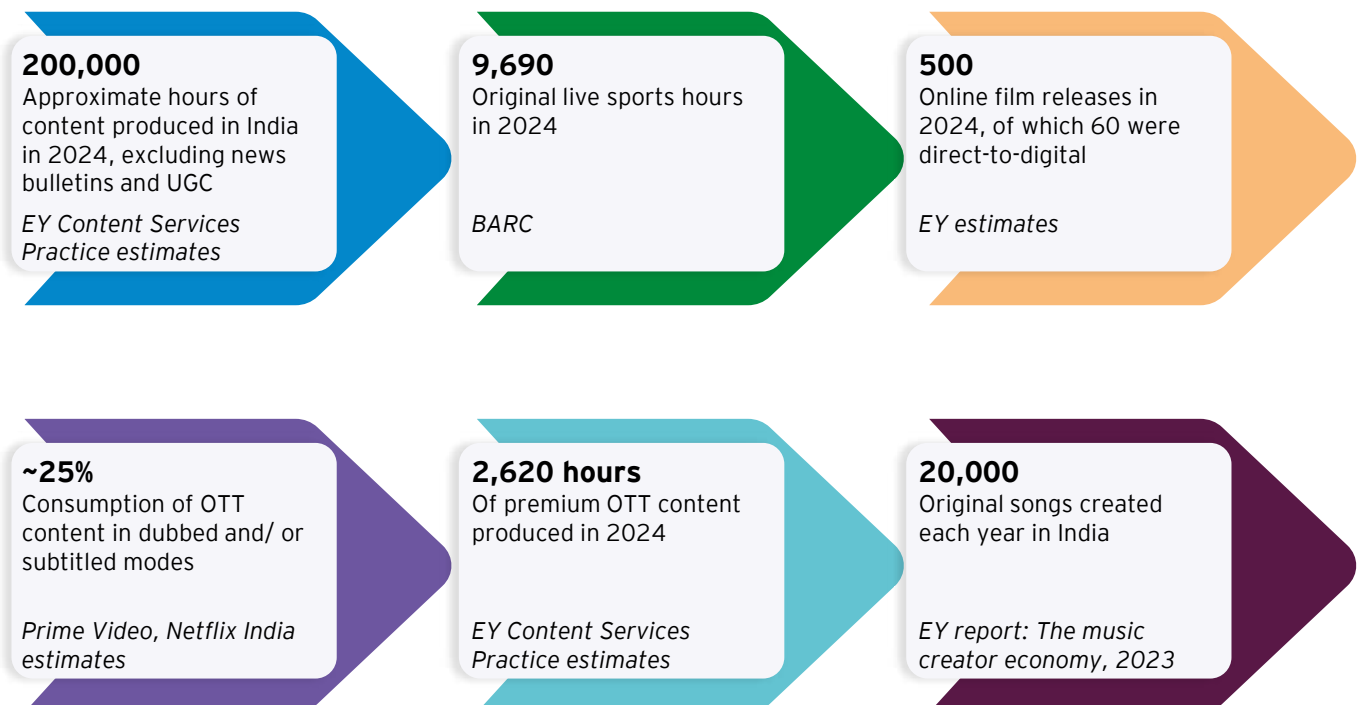 200,000
Approximate hours of
content produced in India
in 2024, excluding news
bulletins and UGC
EY Content Services
Practice estimates
9,690
Original live sports hours
in 2024
BARC
500
Online film releases in
2024, of which 60 were
direct-to-digital
EY estimates
~25%
Consumption of OTT
content in dubbed and/ or
subtitled modes
Prime Video, Netflix India
estimates
2,620 hours
Of premium OTT content
produced in 2024
EY Content Services
Practice estimates
20,000
Original songs created
each year in India
EY report: The music
creator economy, 2023